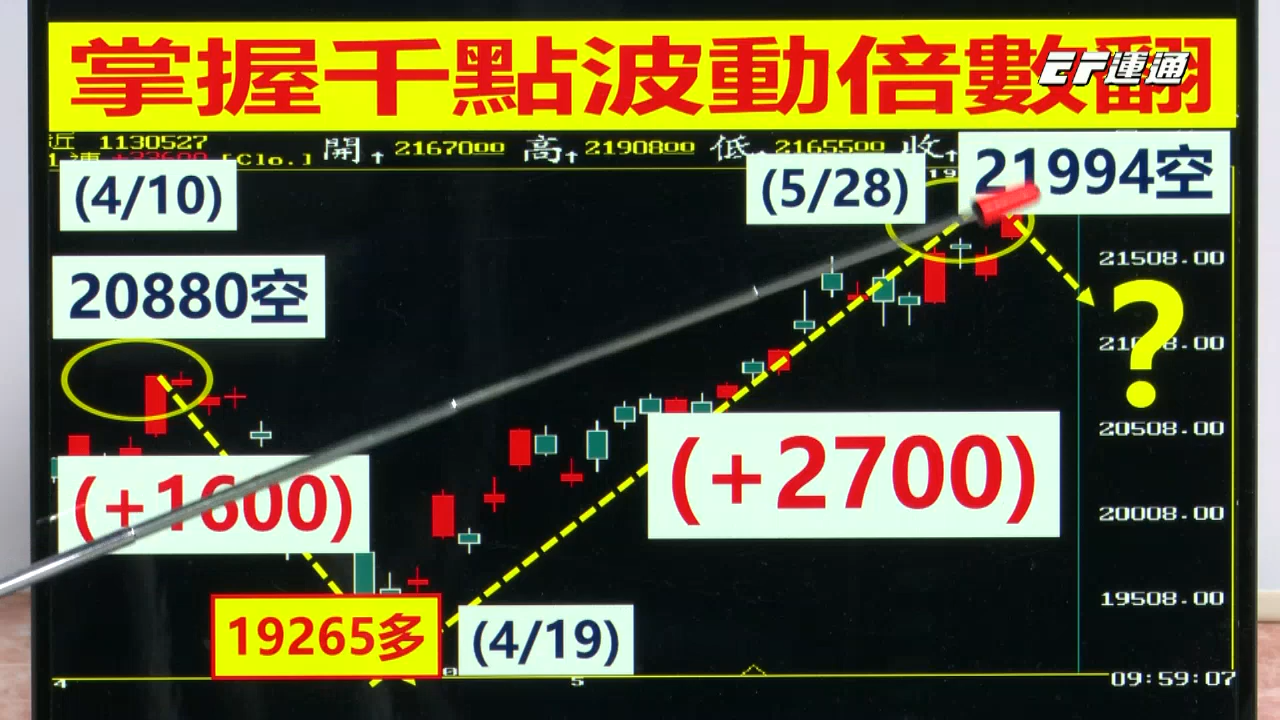 掌握千點波動倍數翻
EF運通
近 1130527
[Clo.] 開↑ 2167000 高↑ 2190800 低 2165500 收↑
(4/10)
(5/28)
21994空
20880空
21508.00
?
(+1600)
(+2700)
20508.00
20008.00
19508.00
19265多
(4/19)
4
5
09:59:07